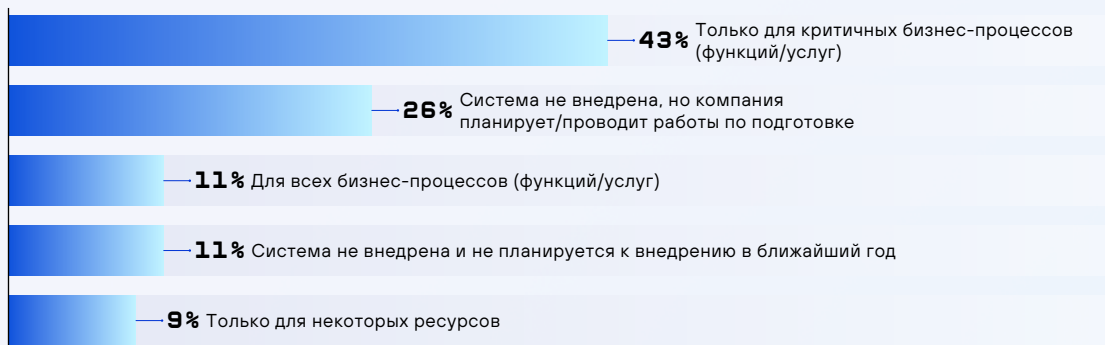 43% Только для критичных бизнес-процессов
(функций/услуг)
26% Система не внедрена, но компания
планирует/проводит работы по подготовке
11% Для всех бизнес-процессов (функций/услуг)
11% Система не внедрена и не планируется к внедрению в ближайший год
9% Только для некоторых ресурсов